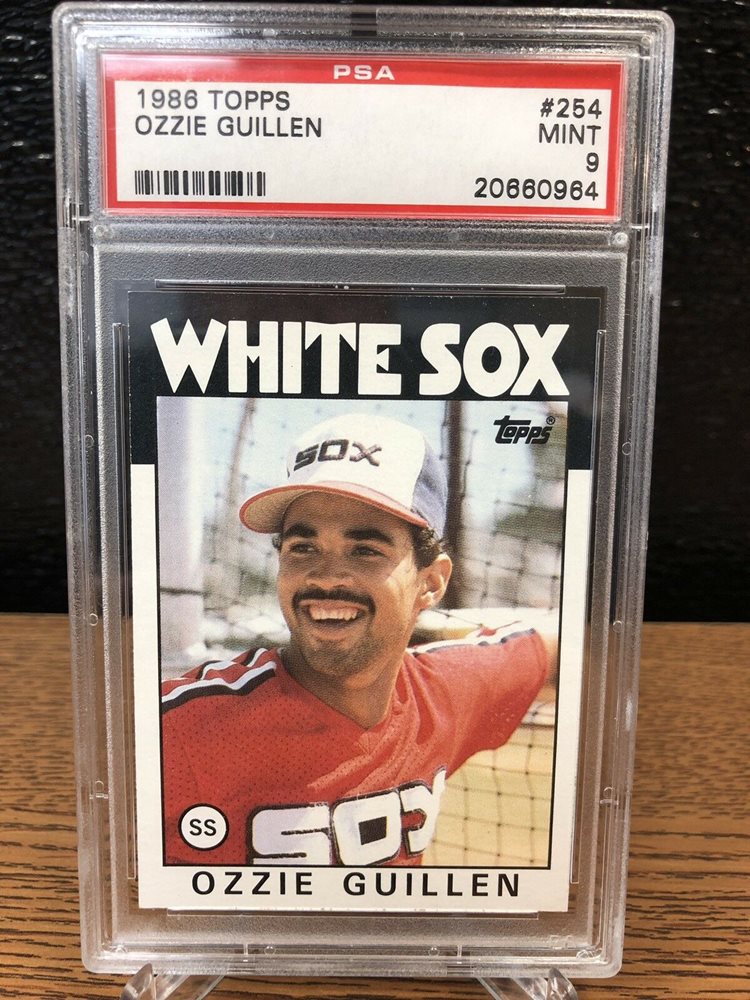 PSA
1986 TOPPS #254
OZZIE GUILLEN MINT
9
20660964
WHITE SOX
topps®
SOX
SOX
SS
OZZIE GUILLEN